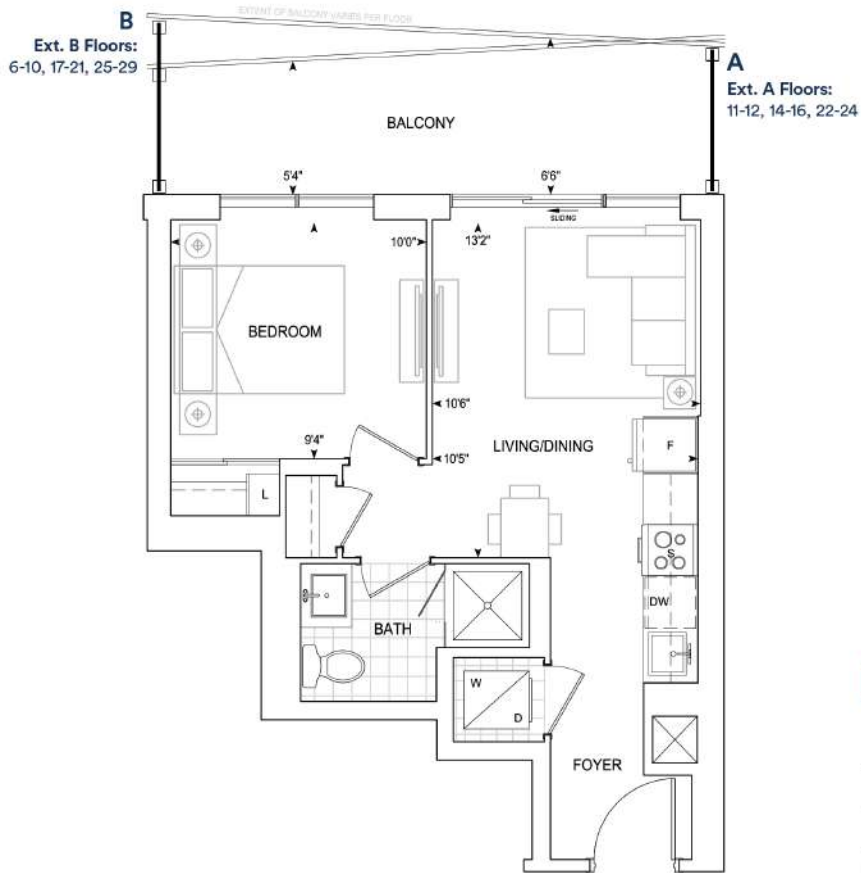 B
Ext. B Floors:
6-10, 17-21, 25-29
EXTENT OF BALCONY VARIES PER FLOOR
A
Ext. A Floors:
11-12, 14-16, 22-24
BALCONY
5'4"
6'6"
SLIDING
10'0"
13'2"
BEDROOM
10'6"
9'4"
10'5"
LIVING/DINING
F
L
S
DW
BATH
W
D
FOYER